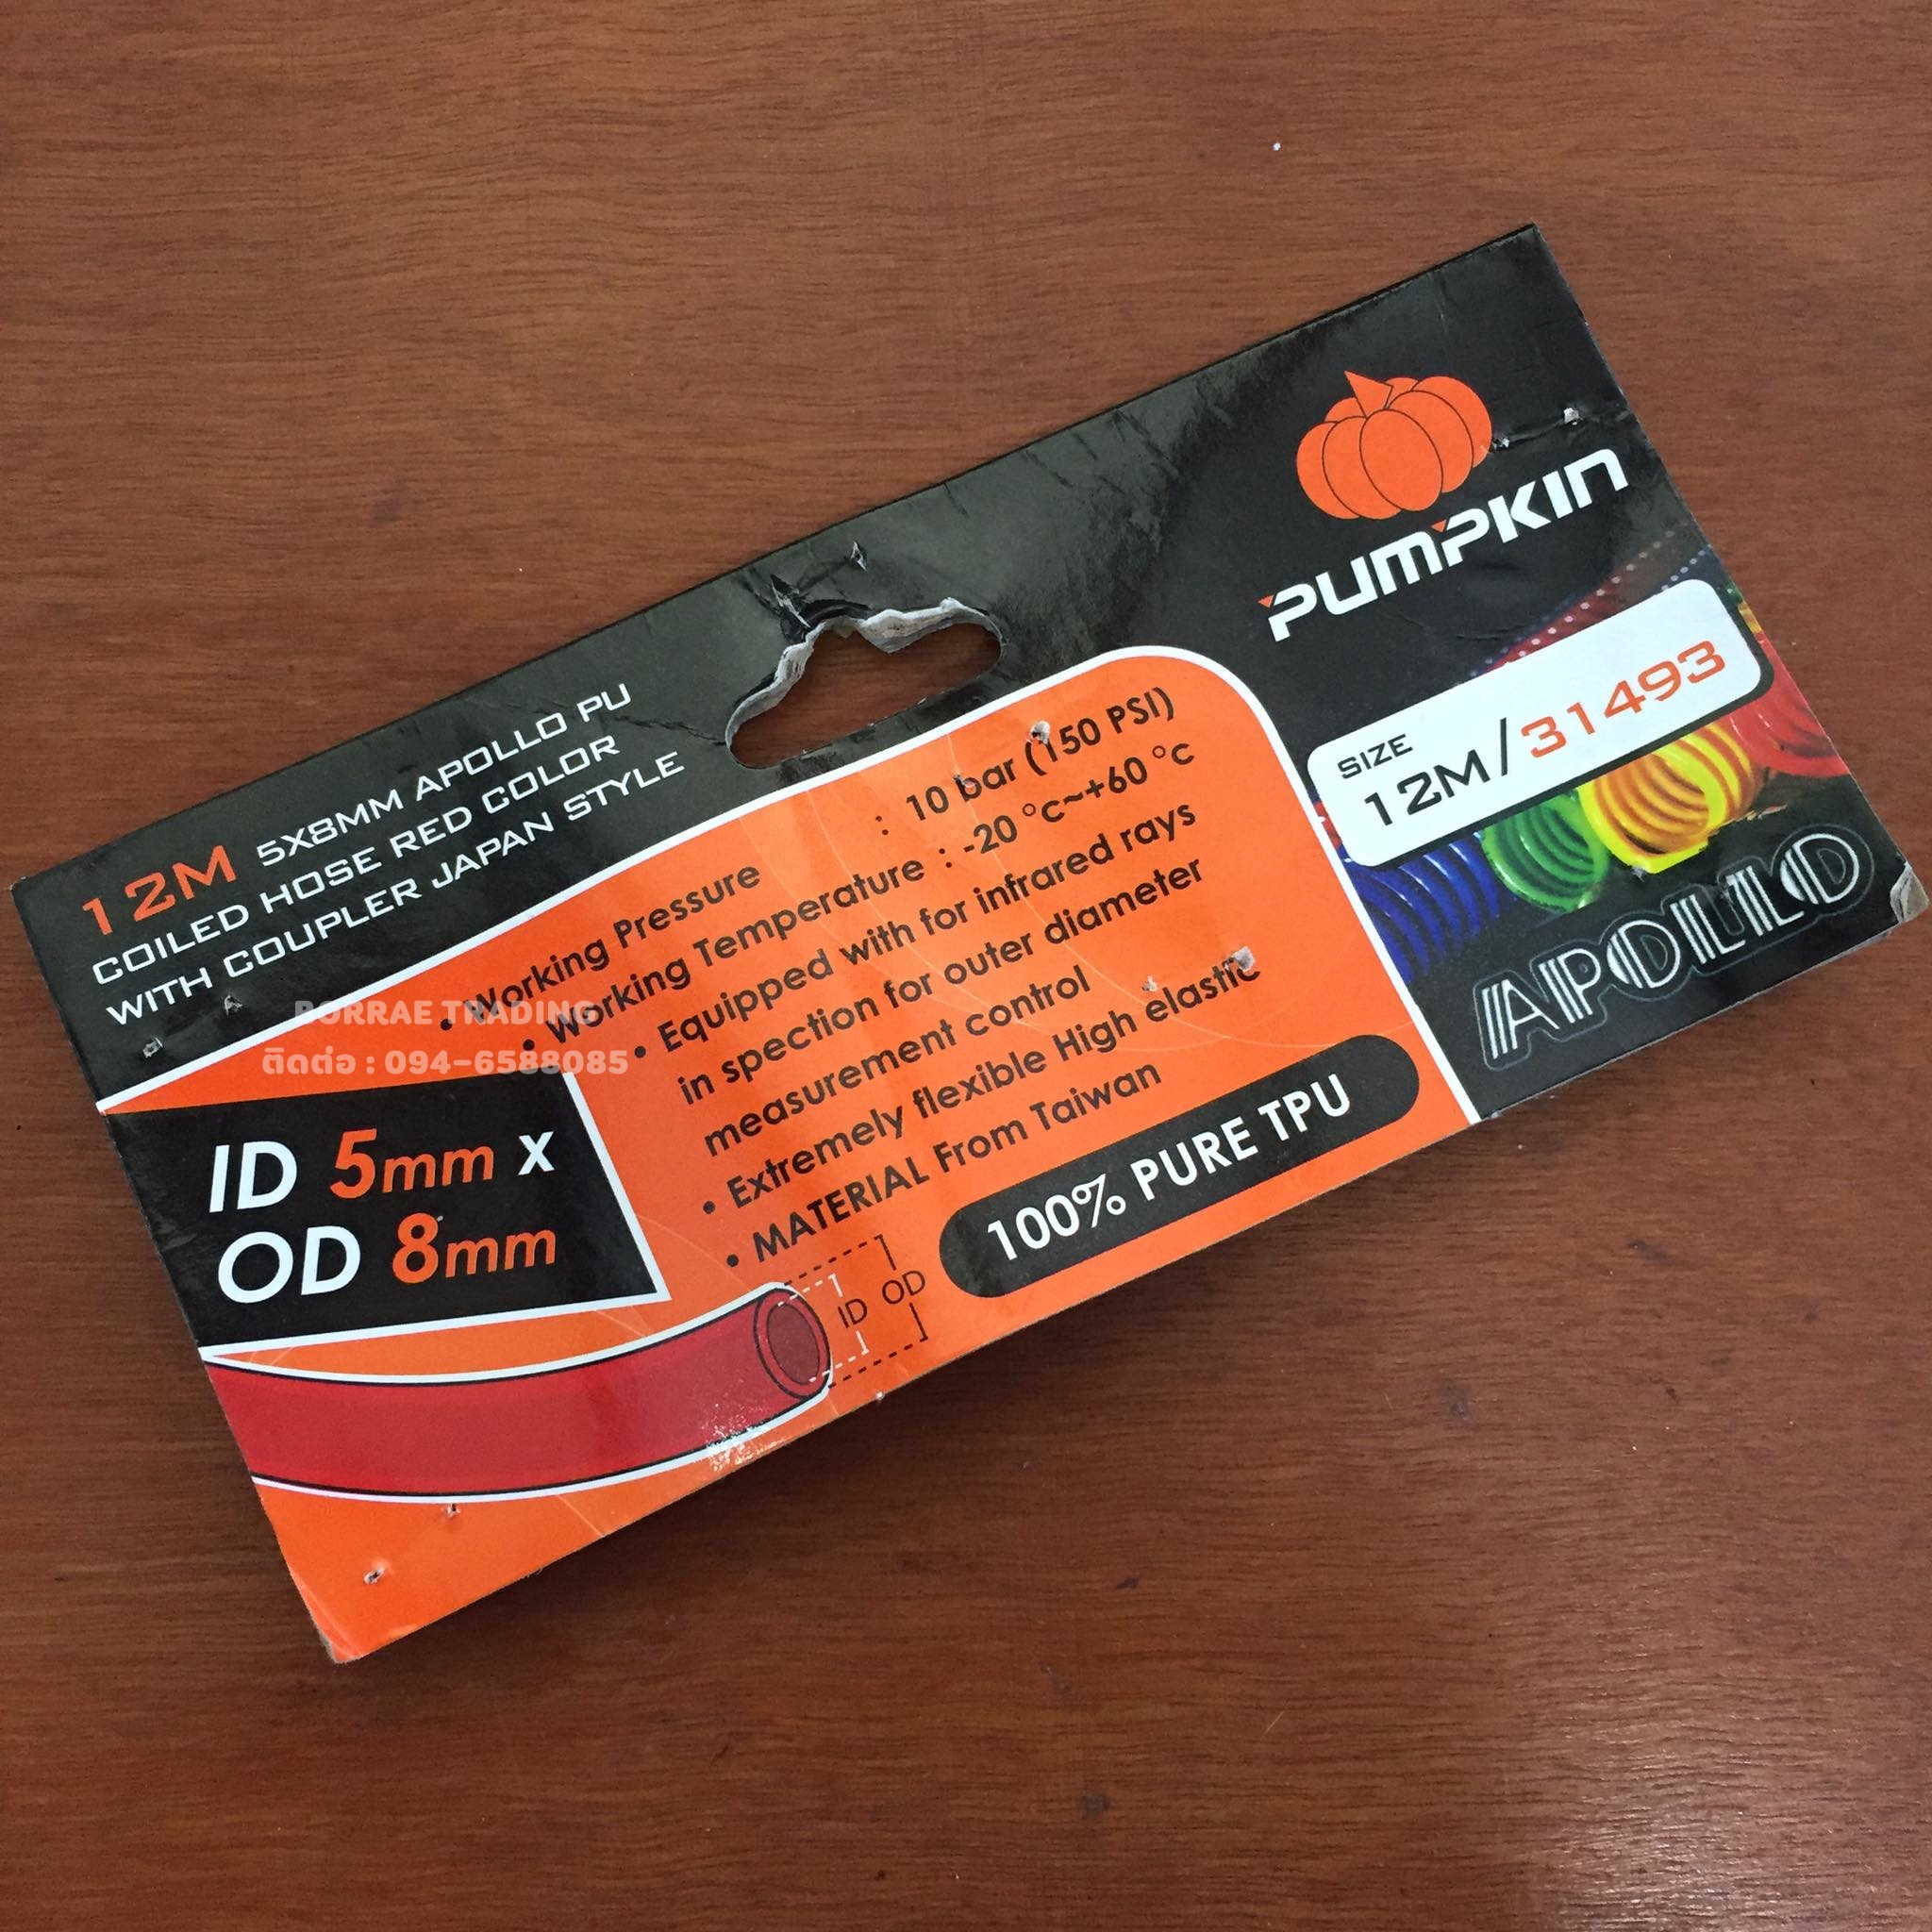 12M 5X8MM APOLLO PU
COILED HOSE RED COLOR
WITH COUPLER JAPAN STYLE
PUMPKIN
SIZE
12M/31493
APOLLO
• Working Pressure : 10 bar (150 PSI)
• Working Temperature : -20 °c~+60 °c
• Equipped with for infrared rays
in spection for outer diameter
measurement control
• Extremely flexible High elastic
• MATERIAL From Taiwan
100% PURE TPU
ID 5mm x
OD 8mm
ID OD
BORRAE TRADING
ติดต่อ : 094-6588085